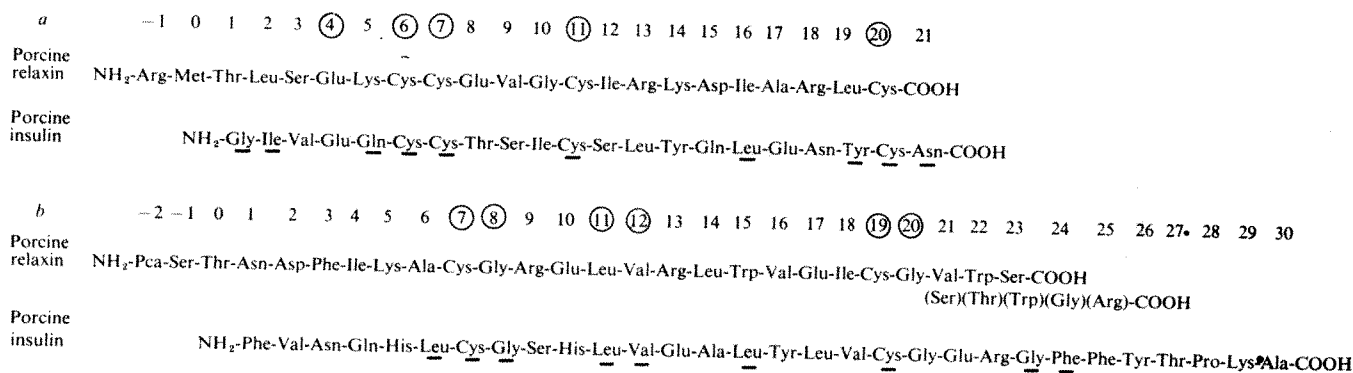 a −1 0 1 2 3 4 5 6 7 8 9 10 11 12 13 14 15 16 17 18 19 20 21
Porcine
relaxin NH₂-Arg-Met-Thr-Leu-Ser-Glu-Lys-Cys-Cys-Glu-Val-Gly-Cys-Ile-Arg-Lys-Asp-Ile-Ala-Arg-Leu-Cys-COOH
Porcine
insulin NH₂-Gly-Ile-Val-Glu-Gln-Cys-Cys-Thr-Ser-Ile-Cys-Ser-Leu-Tyr-Gln-Leu-Glu-Asn-Tyr-Cys-Asn-COOH
b −2 −1 0 1 2 3 4 5 6 7 8 9 10 11 12 13 14 15 16 17 18 19 20 21 22 23 24 25 26 27 28 29 30
Porcine
relaxin NH₂-Pca-Ser-Thr-Asn-Asp-Phe-Ile-Lys-Ala-Cys-Gly-Arg-Glu-Leu-Val-Arg-Leu-Trp-Val-Glu-Ile-Cys-Gly-Val-Trp-Ser-COOH
(Ser)(Thr)(Trp)(Gly)(Arg)-COOH
Porcine
insulin NH₂-Phe-Val-Asn-Gln-His-Leu-Cys-Gly-Ser-His-Leu-Val-Glu-Ala-Leu-Tyr-Leu-Val-Cys-Gly-Glu-Arg-Gly-Phe-Phe-Tyr-Thr-Pro-Lys-Ala-COOH